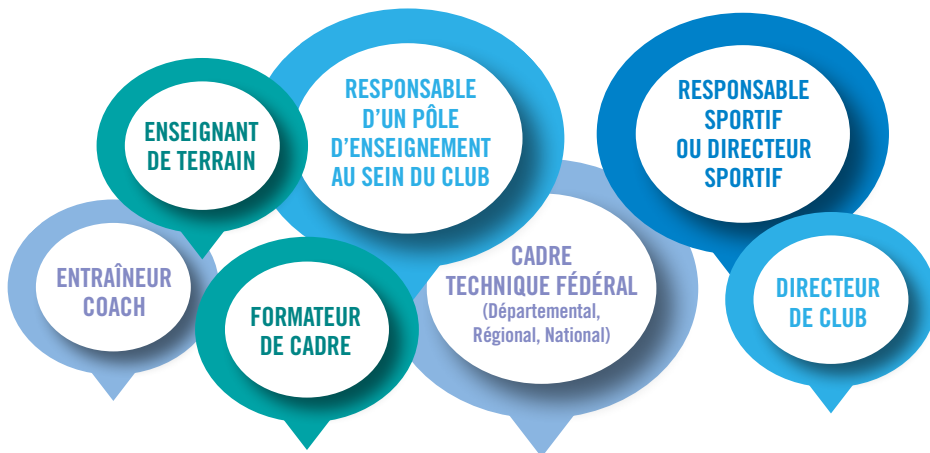 ENSEIGNANT
DE TERRAIN
RESPONSABLE
D'UN PÔLE
D'ENSEIGNEMENT
AU SEIN DU CLUB
RESPONSABLE
SPORTIF
OU DIRECTEUR
SPORTIF
ENTRAÎNEUR
COACH
FORMATEUR
DE CADRE
CADRE
TECHNIQUE FÉDÉRAL
(Départemental,
Régional, National)
DIRECTEUR
DE CLUB